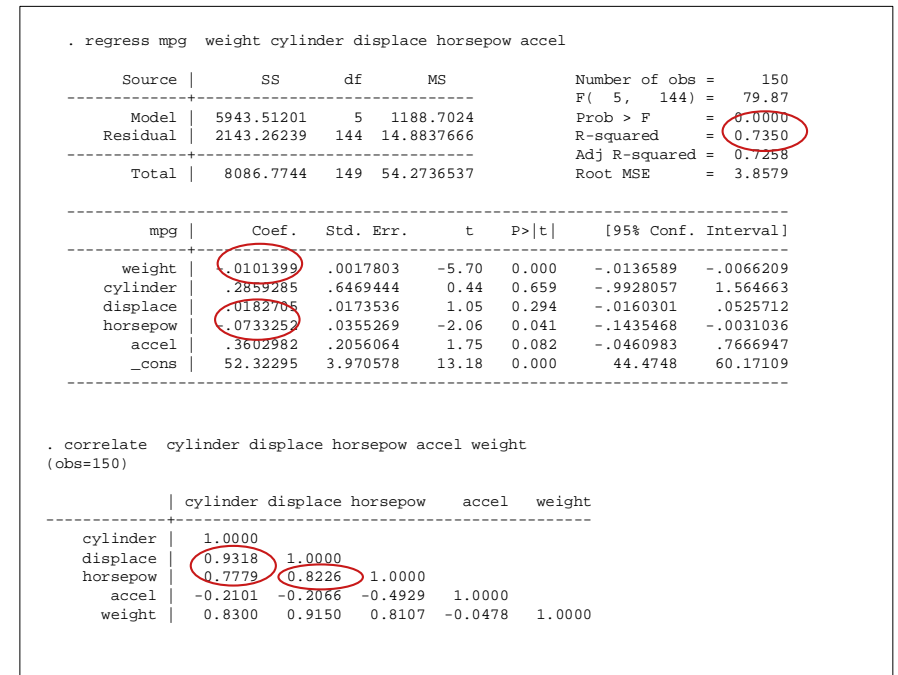 . regress mpg  weight cylinder displace horsepow accel
      Source |       SS       df       MS              Number of obs =     150
-------------+------------------------------           F(  5,   144) =   79.87
       Model |  5943.51201     5   1188.7024           Prob > F      =  0.0000
    Residual |  2143.26239   144  14.8837666           R-squared     =  0.7350
-------------+------------------------------           Adj R-squared =  0.7258
       Total |   8086.7744   149  54.2736537           Root MSE      =  3.8579
------------------------------------------------------------------------------
         mpg |      Coef.   Std. Err.       t     P>|t|     [95% Conf. Interval]
-------------+----------------------------------------------------------------
      weight |  -.0101399   .0017803    -5.70   0.000    -.0136589   -.0066209
    cylinder |   .2859285   .6469444     0.44   0.659    -.9928057    1.564663
    displace |   .0182705   .0173536     1.05   0.294    -.0160301    .0525712
    horsepow |  -.0733252   .0355269    -2.06   0.041    -.1435468   -.0031036
       accel |   .3602982   .2056064     1.75   0.082    -.0460983    .7666947
       _cons |   52.32295   3.970578    13.18   0.000      44.4748    60.17109
------------------------------------------------------------------------------
. correlate  cylinder displace horsepow accel weight
(obs=150)
             | cylinder displace horsepow    accel   weight
-------------+---------------------------------------------
    cylinder |   1.0000
    displace |   0.9318   1.0000
    horsepow |   0.7779   0.8226   1.0000
       accel |  -0.2101  -0.2066  -0.4929   1.0000
      weight |   0.8300   0.9150   0.8107  -0.0478   1.0000